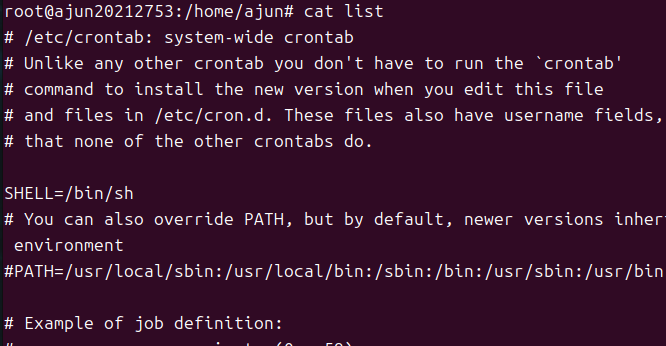 root@ajun20212753:/home/ajun# cat list
# /etc/crontab: system-wide crontab
# Unlike any other crontab you don't have to run the `crontab'
# command to install the new version when you edit this file
# and files in /etc/cron.d. These files also have username fields,
# that none of the other crontabs do.
SHELL=/bin/sh
# You can also override PATH, but by default, newer versions inher
environment
#PATH=/usr/local/sbin:/usr/local/bin:/sbin:/bin:/usr/sbin:/usr/bin
# Example of job definition: